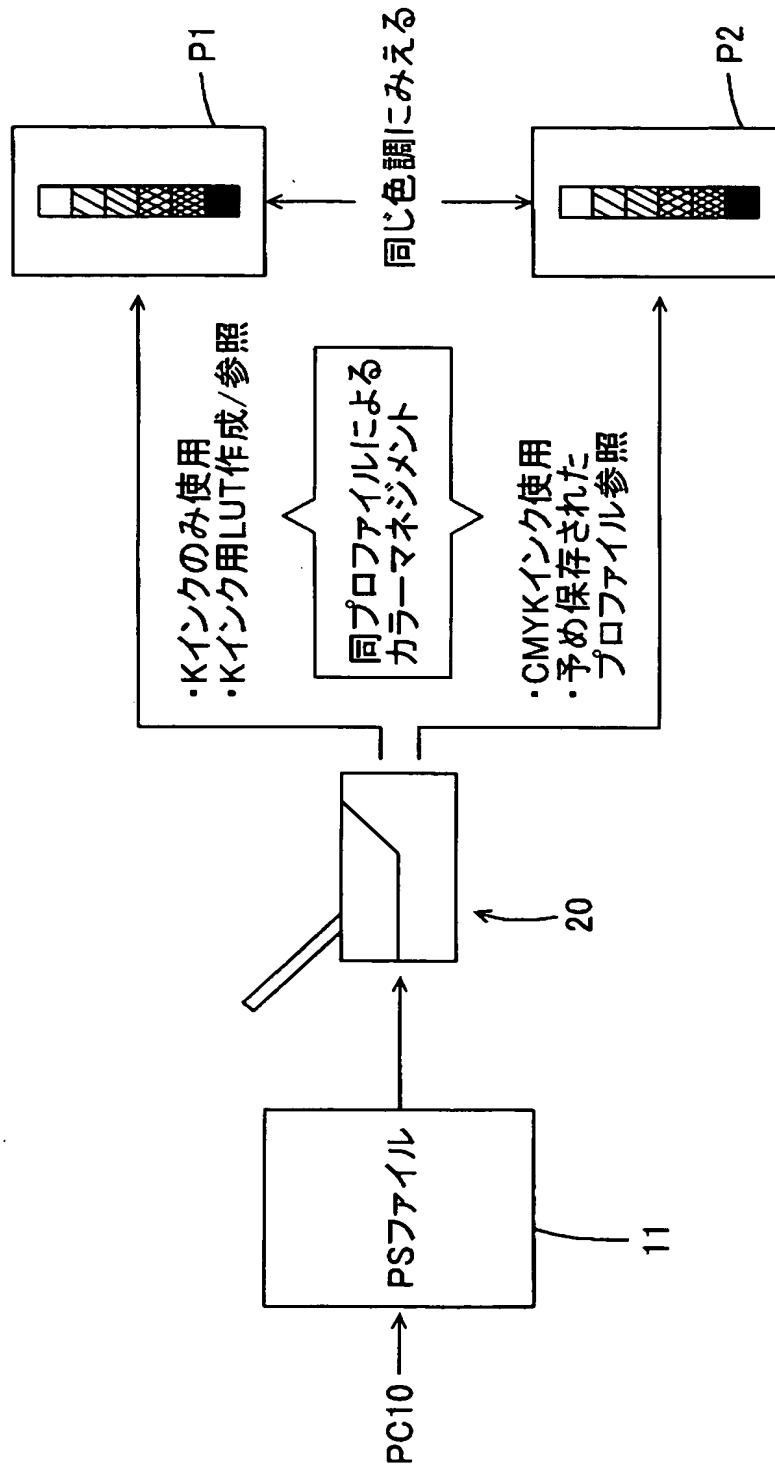 PC10
PSファイル
11
20
・Kインクのみ使用
・Kインク用LUT作成/参照
同プロファイルによる
カラーマネジメント
・CMYKインク使用
・予め保存された
プロファイル参照
P1
同じ色調にみえる
P2